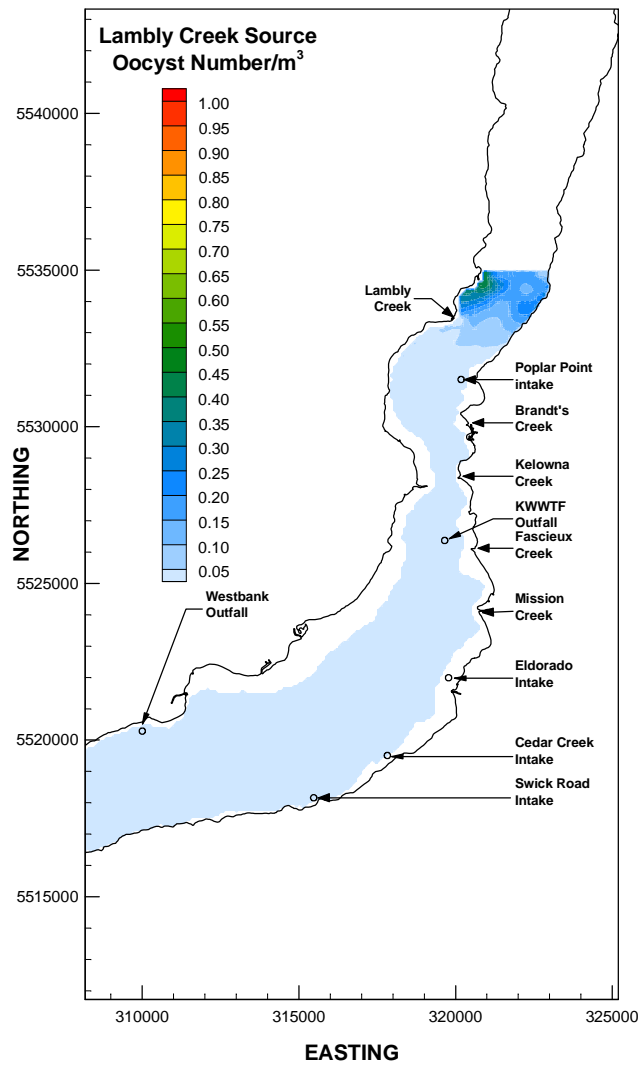 Lambly Creek Source
Oocyst Number/m³
1.00
0.95
0.90
0.85
0.80
0.75
0.70
0.65
0.60
0.55
0.50
0.45
0.40
0.35
0.30
0.25
0.20
0.15
0.10
0.05
Lambly
Creek
Poplar Point
intake
Brandt's
Creek
Kelowna
Creek
KWWTF
Outfall
Fascieux
Creek
Mission
Creek
Westbank
Outfall
Eldorado
Intake
Cedar Creek
Intake
Swick Road
Intake
NORTHING
5540000
5535000
5530000
5525000
5520000
5515000
310000
315000
320000
325000
EASTING